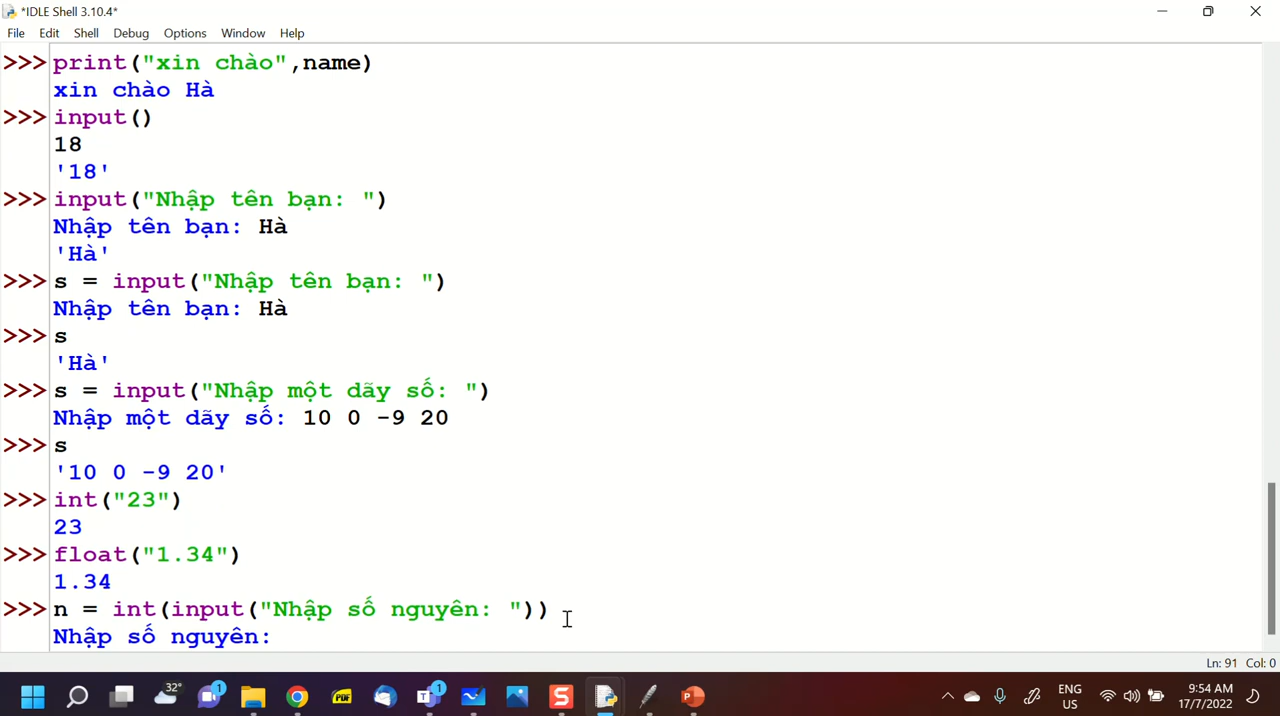 *IDLE Shell 3.10.4*
File Edit Shell Debug Options Window Help
>>> print("xin chào",name)
xin chào Hà
>>> input()
18
'18'
>>> input("Nhập tên bạn: ")
Nhập tên bạn: Hà
'Hà'
>>> s = input("Nhập tên bạn: ")
Nhập tên bạn: Hà
>>> s
'Hà'
>>> s = input("Nhập một dãy số: ")
Nhập một dãy số: 10 0 -9 20
>>> s
'10 0 -9 20'
>>> int("23")
23
>>> float("1.34")
1.34
>>> n = int(input("Nhập số nguyên: "))
Nhập số nguyên:
Ln: 91 Col: 0
32°
1
PDF
T
1
S
P
ENG
US
9:54 AM
17/7/2022